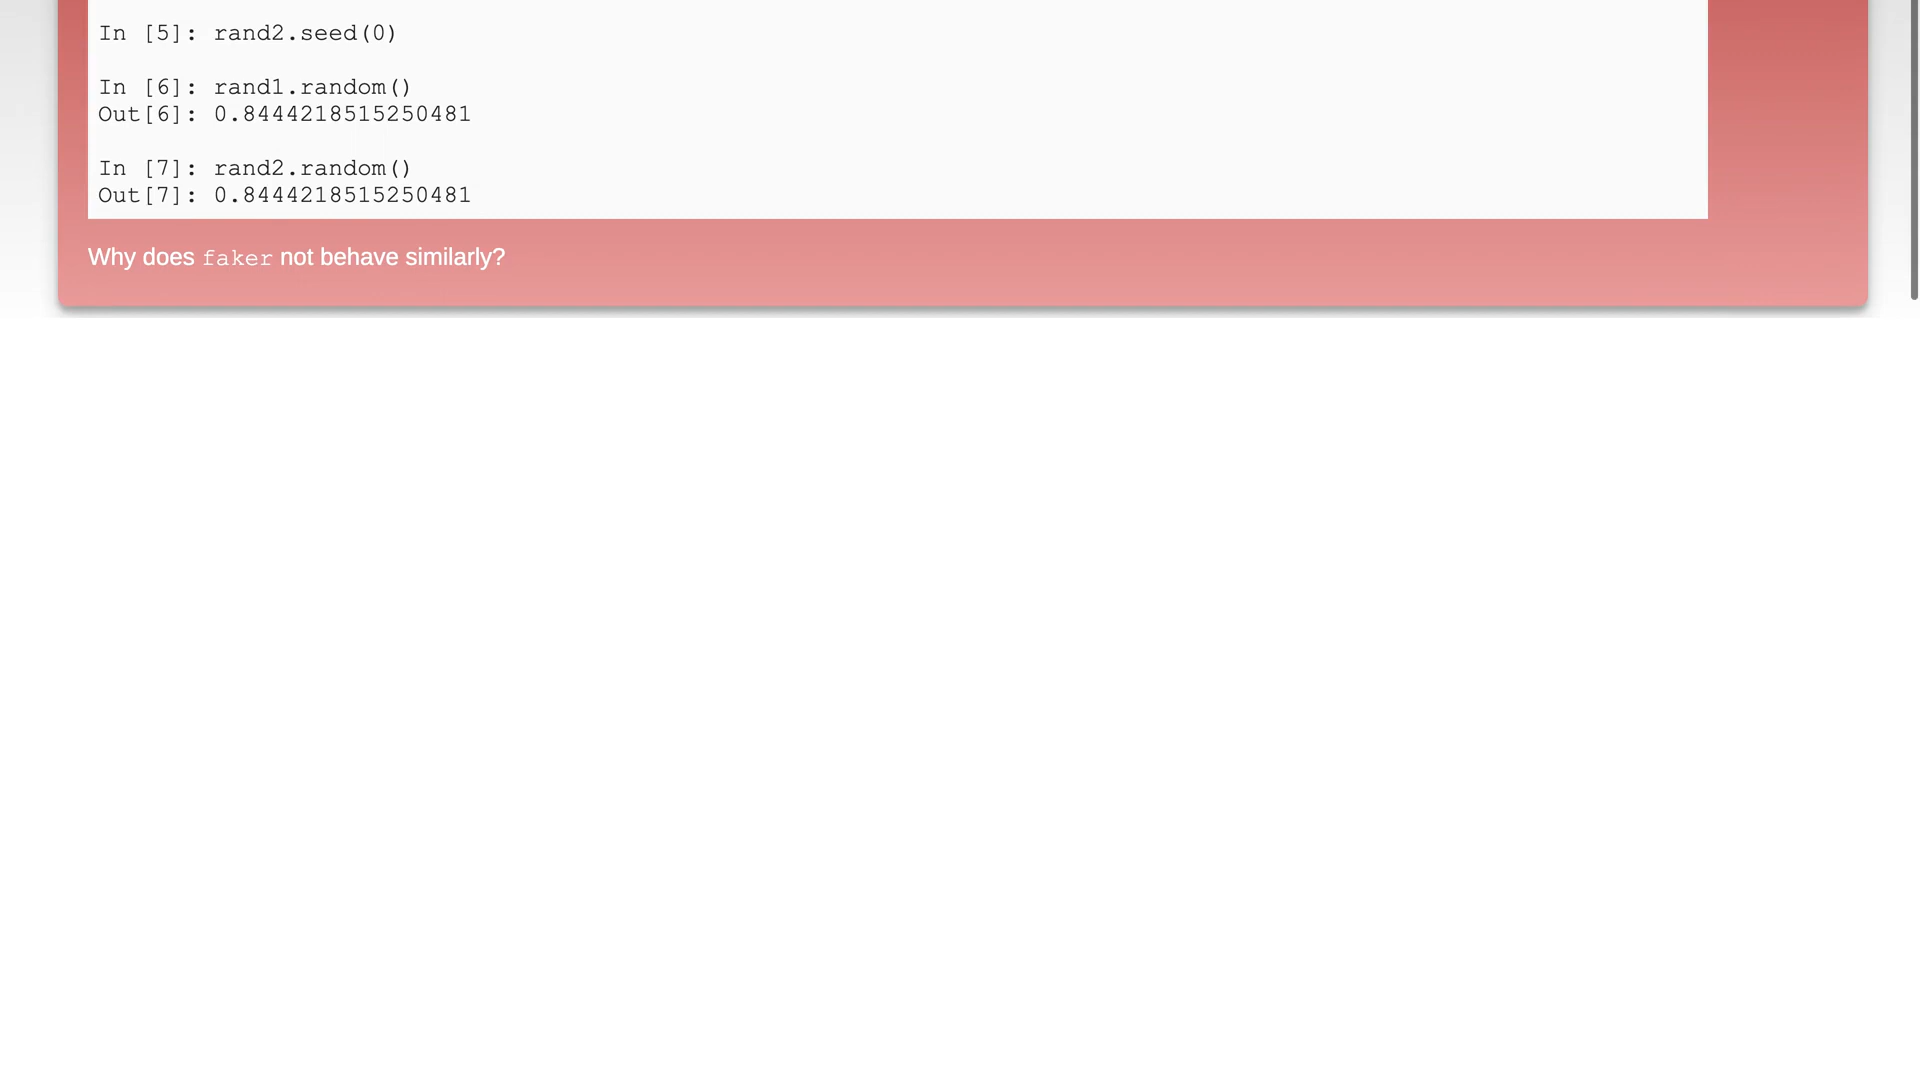 In [5]: rand2.seed(0)
In [6]: rand1.random()
Out[6]: 0.8444218515250481
In [7]: rand2.random()
Out[7]: 0.8444218515250481
Why does faker not behave similarly?